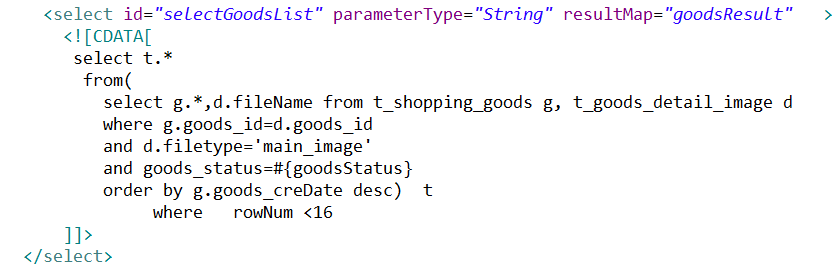 <select id="selectGoodsList" parameterType="String" resultMap="goodsResult"   >
<![CDATA[
select t.*
from(
select g.*,d.fileName from t_shopping_goods g, t_goods_detail_image d
where g.goods_id=d.goods_id
and d.filetype='main_image'
and goods_status=#{goodsStatus}
order by g.goods_creDate desc)  t
where   rowNum <16
]]>
</select>